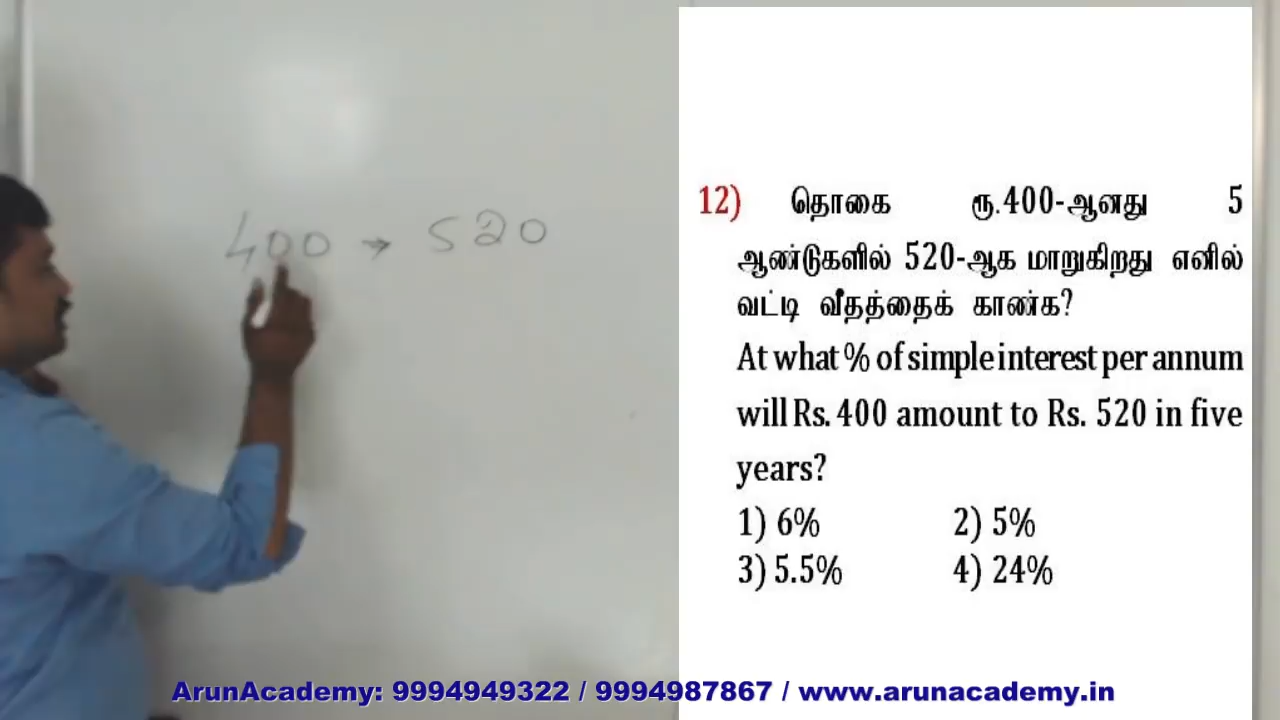 400 → 520
12) தொகை ரூ.400-ஆனது 5
ஆண்டுகளில் 520-ஆக மாறுகிறது எனில்
வட்டி வீதத்தைக் காண்க?
At what % of simple interest per annum
will Rs. 400 amount to Rs. 520 in five
years?
1) 6% 2) 5%
3) 5.5% 4) 24%
ArunAcademy: 9994949322 / 9994987867 / www.arunacademy.in